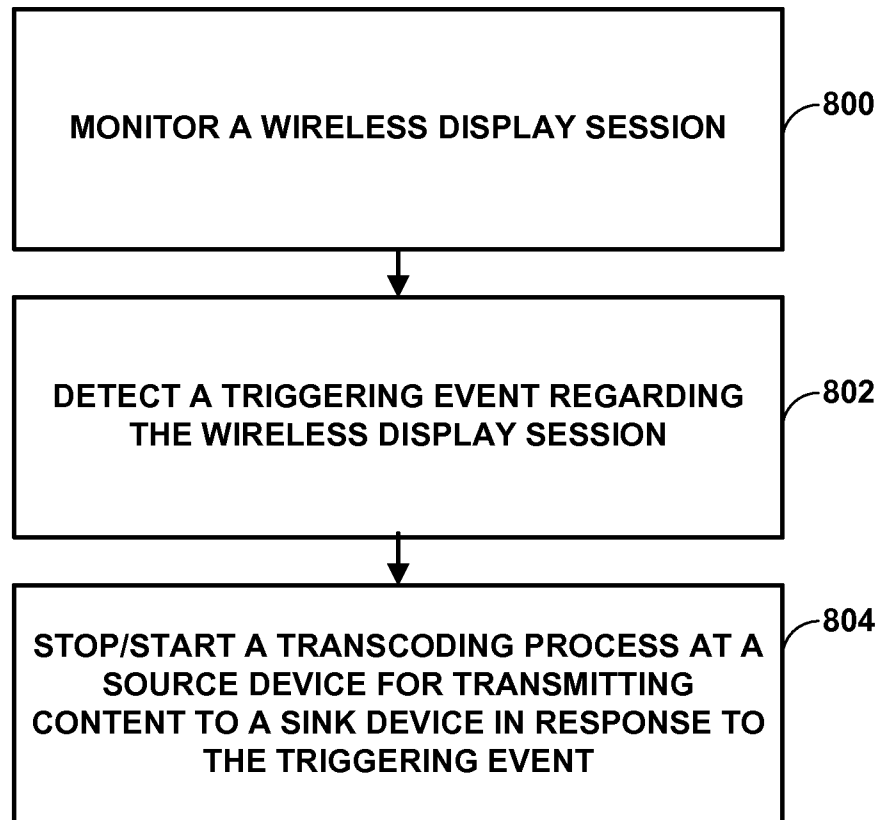 MONITOR A WIRELESS DISPLAY SESSION
800
DETECT A TRIGGERING EVENT REGARDING
THE WIRELESS DISPLAY SESSION
802
STOP/START A TRANSCODING PROCESS AT A
SOURCE DEVICE FOR TRANSMITTING
CONTENT TO A SINK DEVICE IN RESPONSE TO
THE TRIGGERING EVENT
804